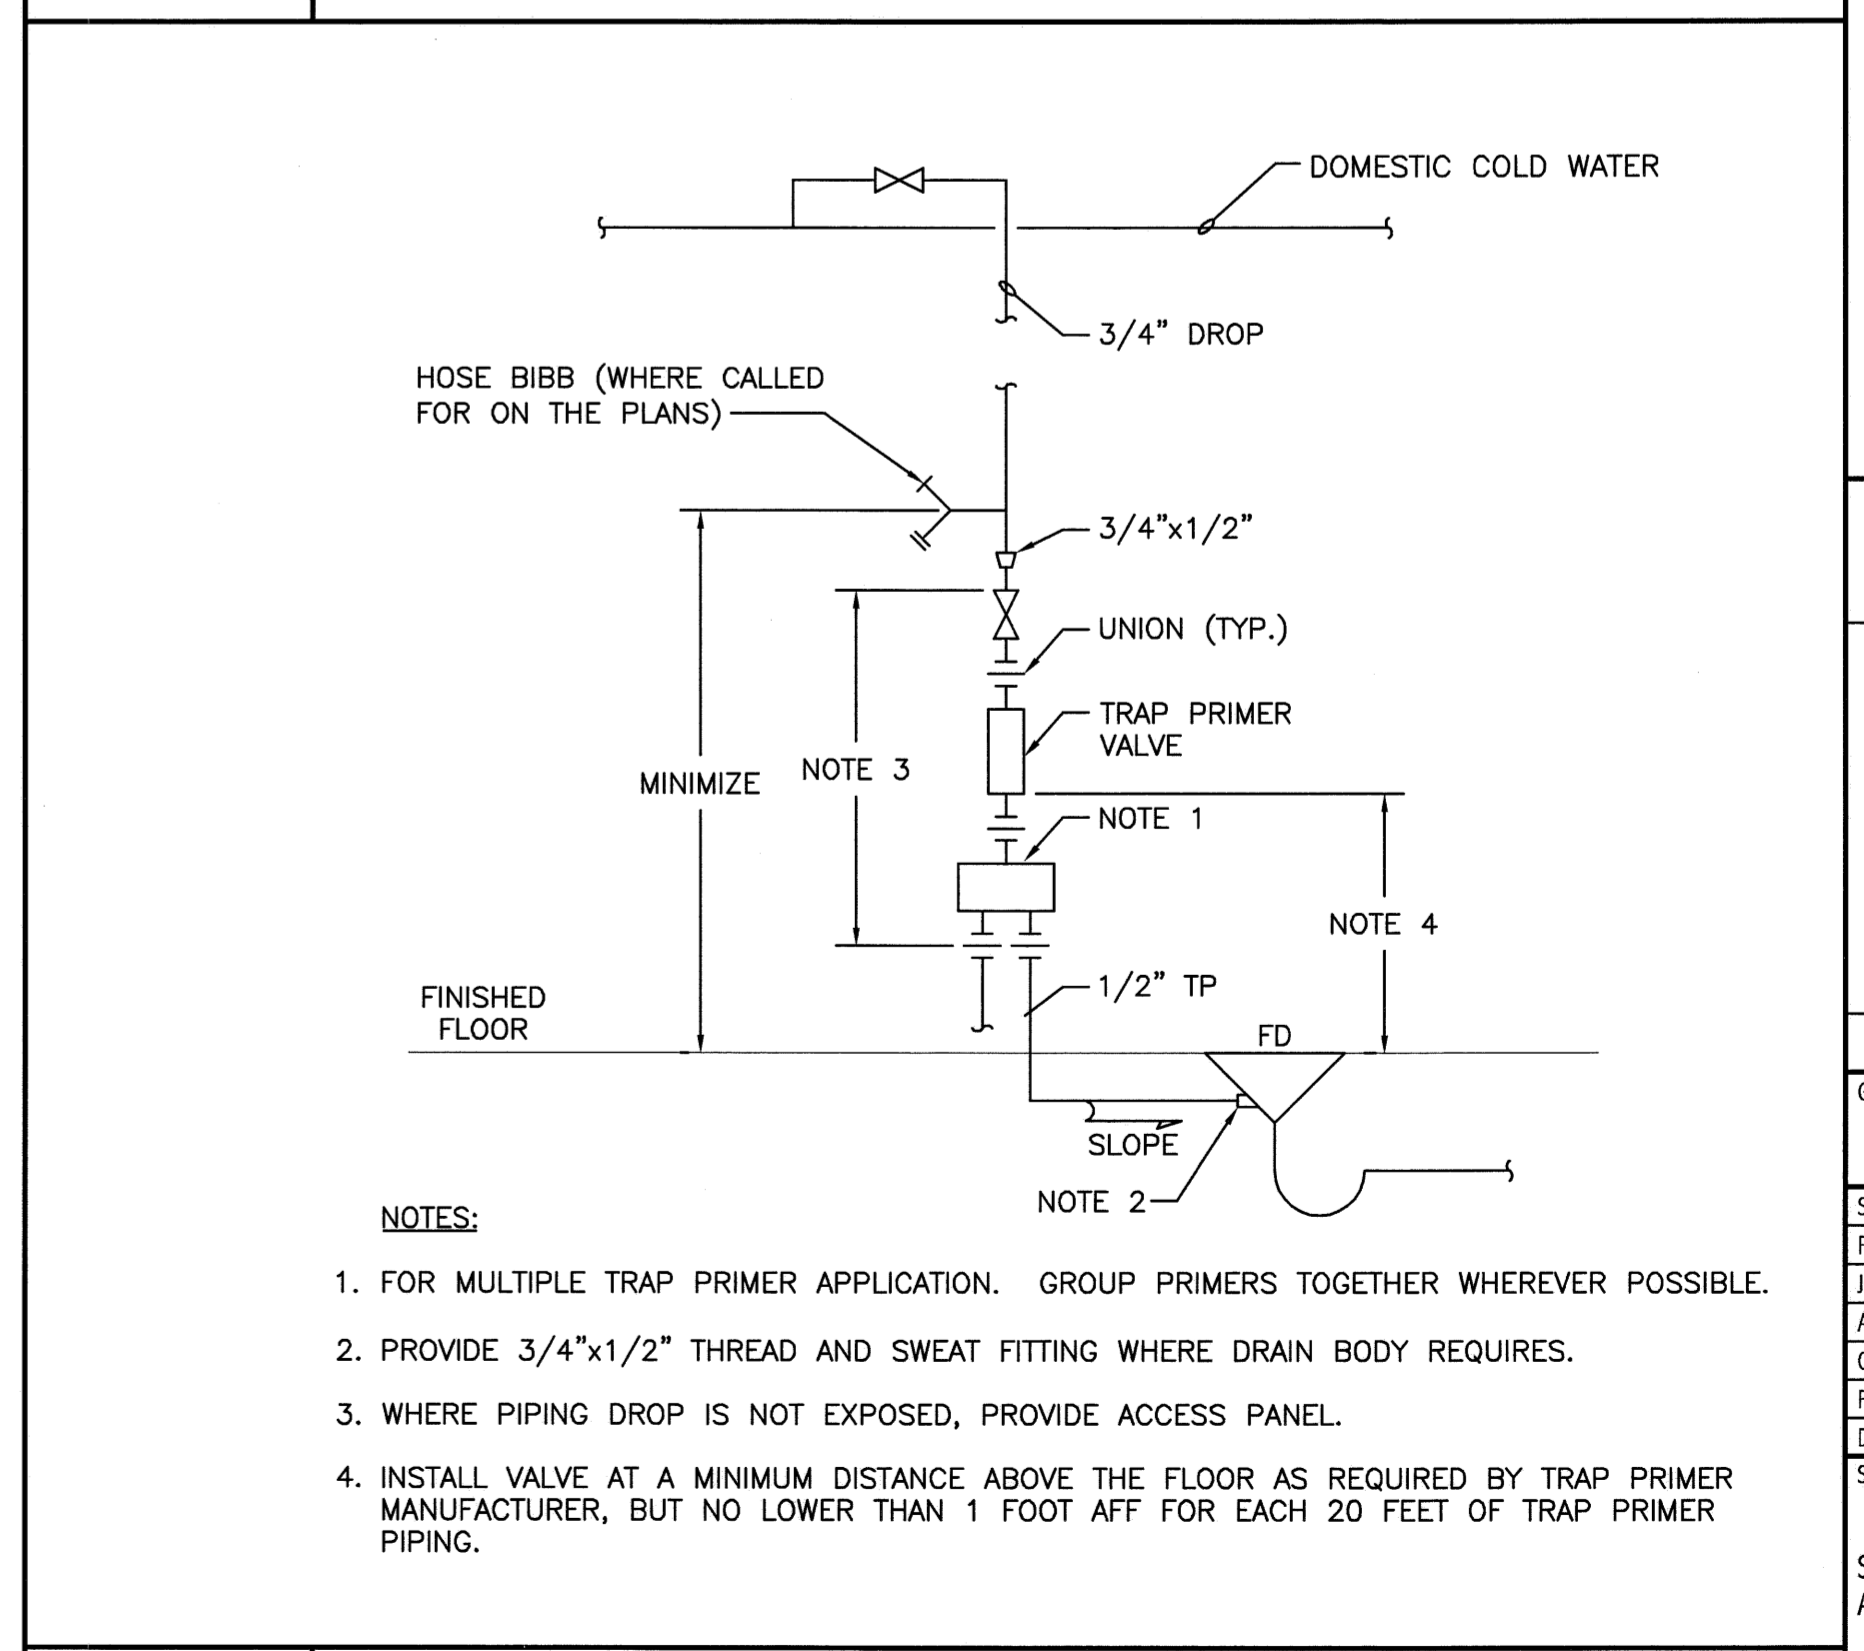 DOMESTIC COLD WATER
3/4" DROP
HOSE BIBB (WHERE CALLED
FOR ON THE PLANS)
3/4"x1/2"
UNION (TYP.)
TRAP PRIMER
VALVE
MINIMIZE
NOTE 3
NOTE 1
NOTE 4
1/2" TP
FINISHED
FLOOR
FD
SLOPE
NOTE 2
NOTES:
1. FOR MULTIPLE TRAP PRIMER APPLICATION. GROUP PRIMERS TOGETHER WHEREVER POSSIBLE.
2. PROVIDE 3/4"x1/2" THREAD AND SWEAT FITTING WHERE DRAIN BODY REQUIRES.
3. WHERE PIPING DROP IS NOT EXPOSED, PROVIDE ACCESS PANEL.
4. INSTALL VALVE AT A MINIMUM DISTANCE ABOVE THE FLOOR AS REQUIRED BY TRAP PRIMER
MANUFACTURER, BUT NO LOWER THAN 1 FOOT AFF FOR EACH 20 FEET OF TRAP PRIMER
PIPING.